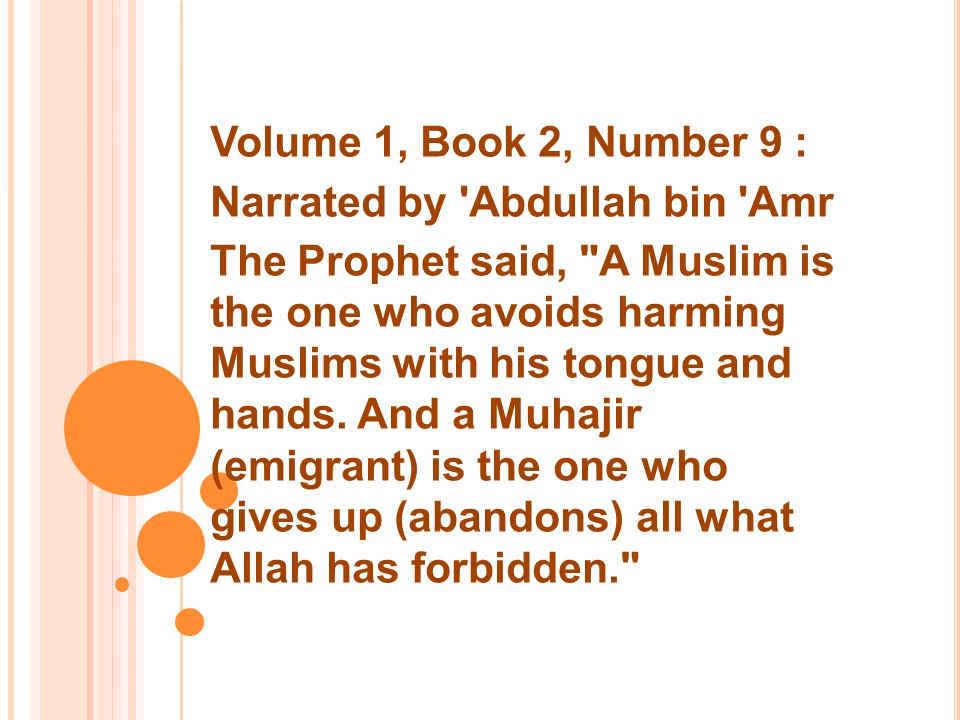 Volume 1, Book 2, Number 9 :
Narrated by 'Abdullah bin 'Amr
The Prophet said, "A Muslim is
the one who avoids harming
Muslims with his tongue and
hands. And a Muhajir
(emigrant) is the one who
gives up (abandons) all what
Allah has forbidden."